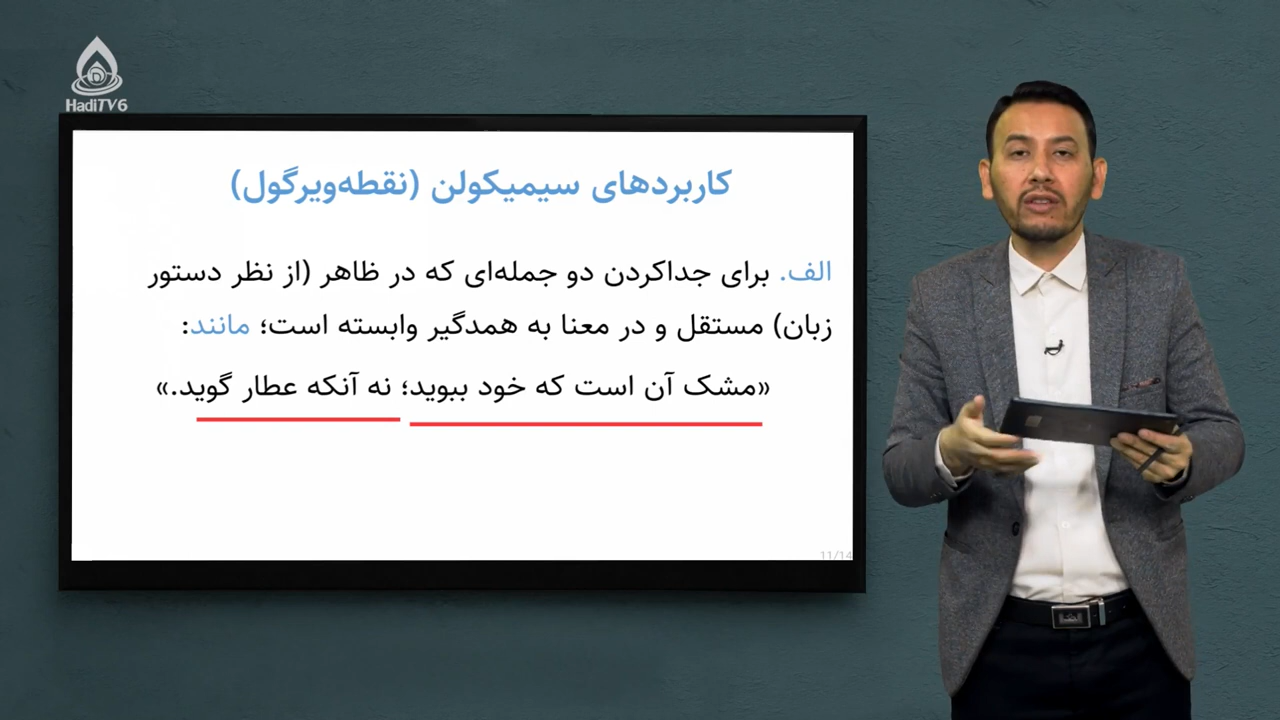 HadiTV6
کاربردهای سیمیکولن (نقطه‌ویرگول)
الف. برای جداکردن دو جمله‌ای که در ظاهر (از نظر دستور
زبان) مستقل و در معنا به همدگیر وابسته است؛ مانند:
«مشک آن است که خود ببوید؛ نه آنکه عطار گوید.»
11/14